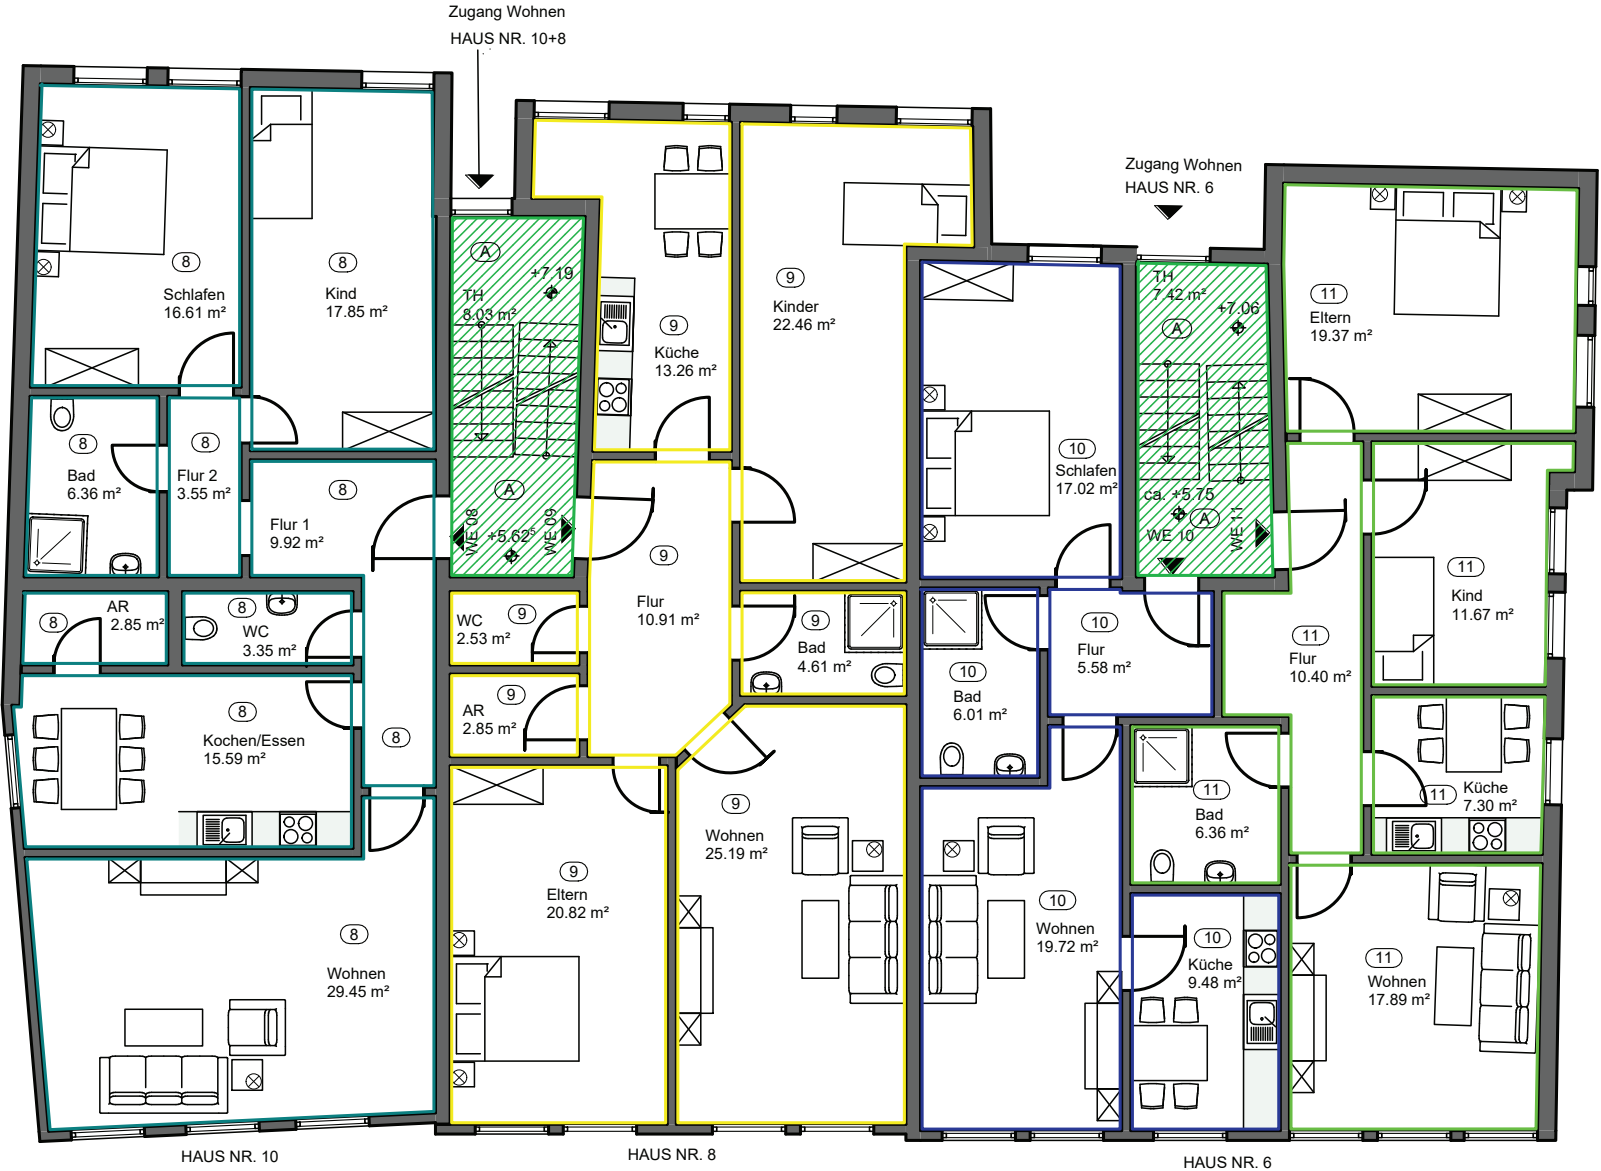 Zugang Wohnen
HAUS NR. 10+8
Zugang Wohnen
HAUS NR. 6
8
Schlafen
16.61 m²
8
Kind
17.85 m²
A
+7.19
TH
8.03 m²
9
Küche
13.26 m²
9
Kinder
22.46 m²
TH
7.42 m²
+7.06
A
11
Eltern
19.37 m²
8
Bad
6.36 m²
8
Flur 2
3.55 m²
8
Flur 1
9.92 m²
A
WE 08
+5.62⁵
WE 09
10
Schlafen
17.02 m²
ca. +5.75
A
WE 10
WE 11
9
Flur
10.91 m²
11
Kind
11.67 m²
8
AR
2.85 m²
8
WC
3.35 m²
9
WC
2.53 m²
9
Bad
4.61 m²
10
Flur
5.58 m²
11
Flur
10.40 m²
10
Bad
6.01 m²
9
AR
2.85 m²
8
Kochen/Essen
15.59 m²
8
9
Wohnen
25.19 m²
11
Bad
6.36 m²
11
Küche
7.30 m²
9
Eltern
20.82 m²
8
Wohnen
29.45 m²
10
Wohnen
19.72 m²
10
Küche
9.48 m²
11
Wohnen
17.89 m²
HAUS NR. 10
HAUS NR. 8
HAUS NR. 6